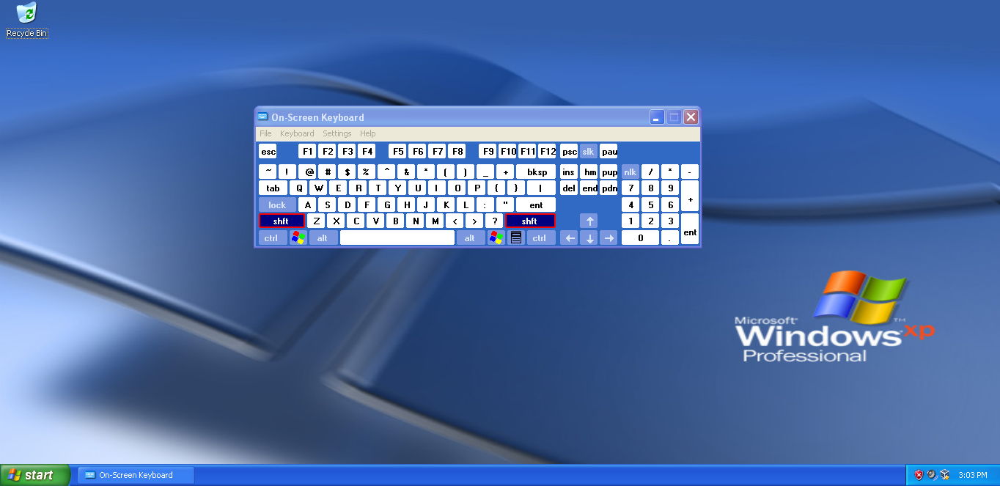 Recycle Bin
On-Screen Keyboard
File Keyboard Settings Help
esc F1 F2 F3 F4 F5 F6 F7 F8 F9 F10 F11 F12 psc slk pau
~ ! @ # $ % ^ & * ( ) _ + bksp ins hm pup nlk / * -
tab Q W E R T Y U I O P { } | del end pdn 7 8 9 +
lock A S D F G H J K L : " ent 4 5 6
shft Z X C V B N M < > ? shft ↑ 1 2 3 ent
ctrl alt alt ctrl ← ↓ → 0 .
Microsoft
Windows xp ™
Professional
start On-Screen Keyboard 3:03 PM